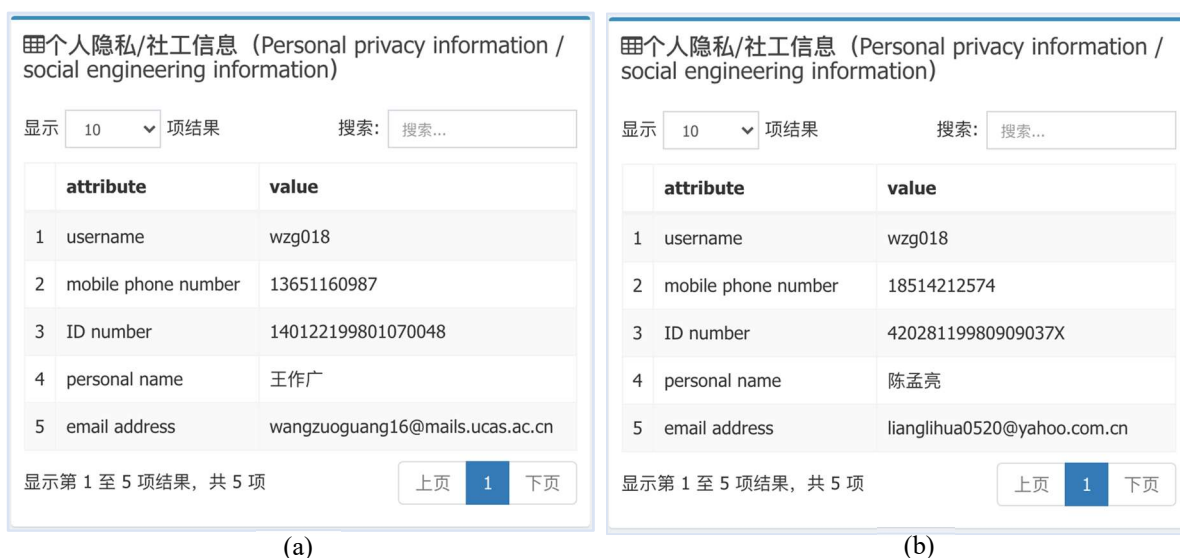 个人隐私/社工信息（Personal privacy information /
social engineering information）
显示 10 项结果 搜索: 搜索...
attribute value
1 username wzg018
2 mobile phone number 13651160987
3 ID number 140122199801070048
4 personal name 王作广
5 email address wangzuoguang16@mails.ucas.ac.cn
显示第 1 至 5 项结果，共 5 项 上页 1 下页
(a)
个人隐私/社工信息（Personal privacy information /
social engineering information）
显示 10 项结果 搜索: 搜索...
attribute value
1 username wzg018
2 mobile phone number 18514212574
3 ID number 42028119980909037X
4 personal name 陈孟亮
5 email address lianglihua0520@yahoo.com.cn
显示第 1 至 5 项结果，共 5 项 上页 1 下页
(b)